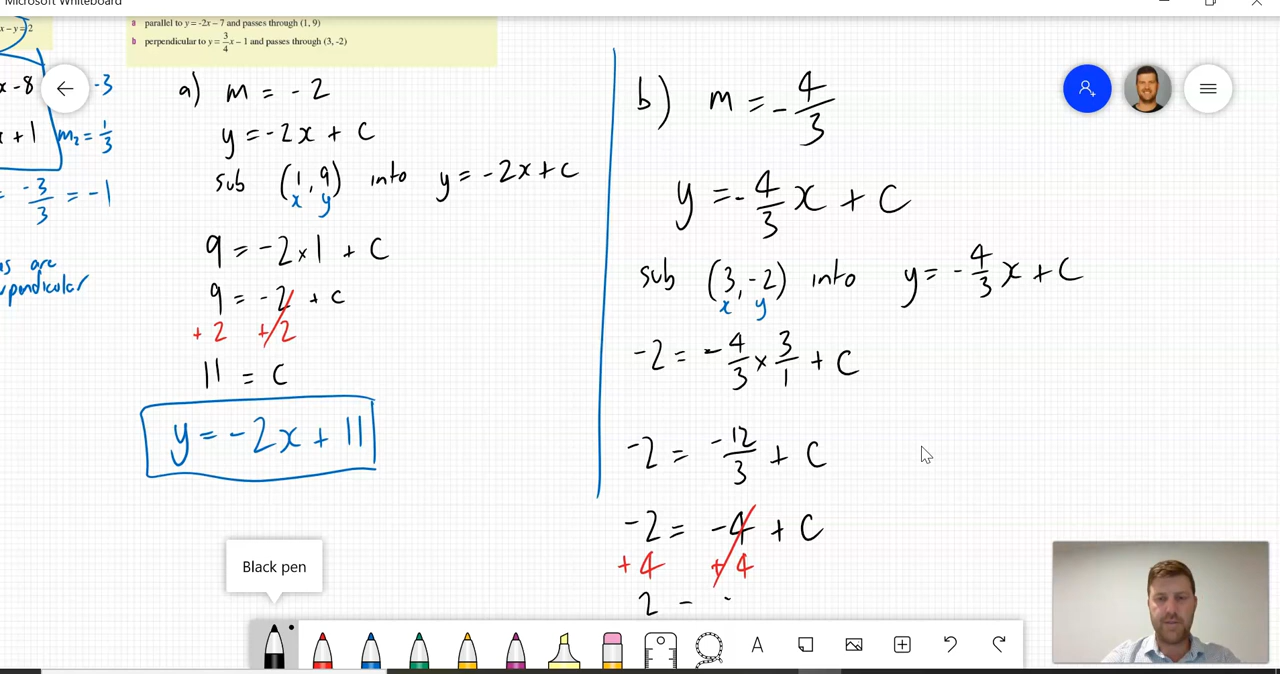 Microsoft Whiteboard
x − y = 2
a parallel to y = -2x – 7 and passes through (1, 9)
b perpendicular to y = 3/4 x – 1 and passes through (3, -2)
x - 8
-3
x + 1
m₂ = 1/3
= -3/3 = -1
are
a) m = -2
y = -2x + C
sub (1, 9) into y = -2x + C
x y
9 = -2 × 1 + C
9 = -2 + C
+2 +2
11 = C
y = -2x + 11
b) m = -4/3
y = -4/3 x + C
sub (3, -2) into y = -4/3 x + C
x y
-2 = -4/3 × 3/1 + C
-2 = -12/3 + C
-2 = -4 + C
+4 +4
2 =
Black pen
A